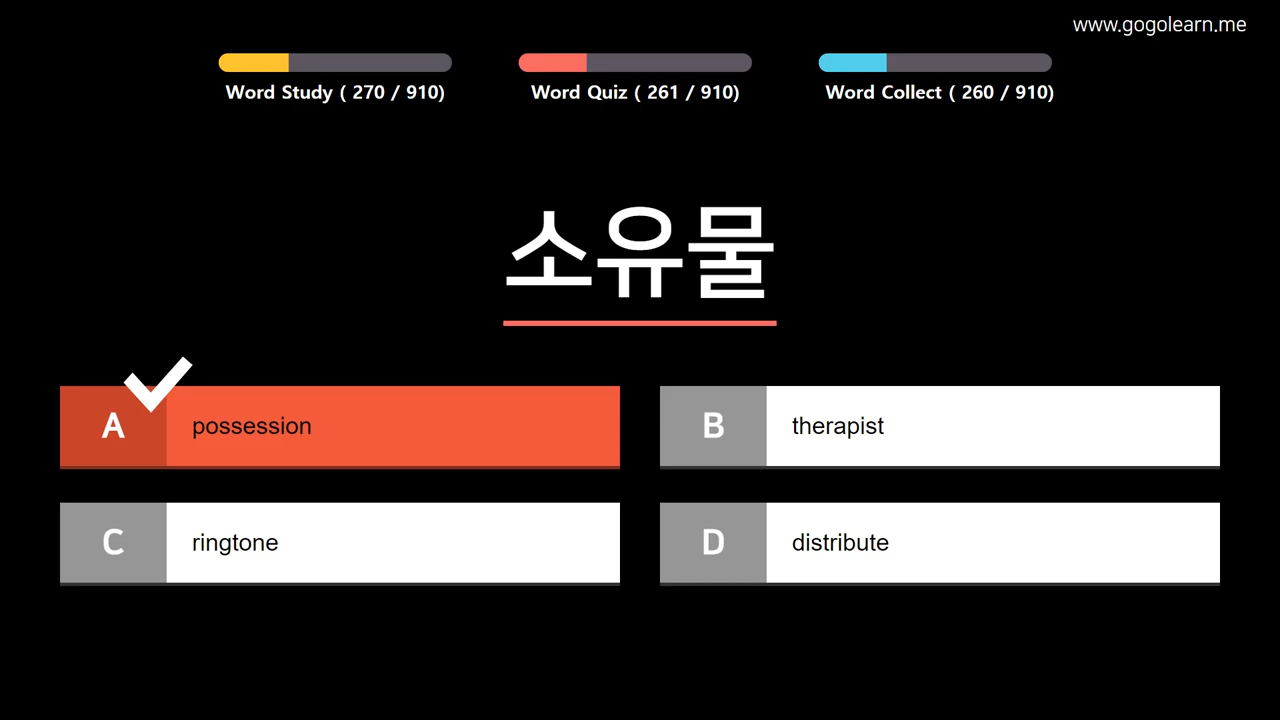 www.gogolearn.me
Word Study ( 270 / 910)
Word Quiz ( 261 / 910)
Word Collect ( 260 / 910)
소유물
A possession
B therapist
C ringtone
D distribute